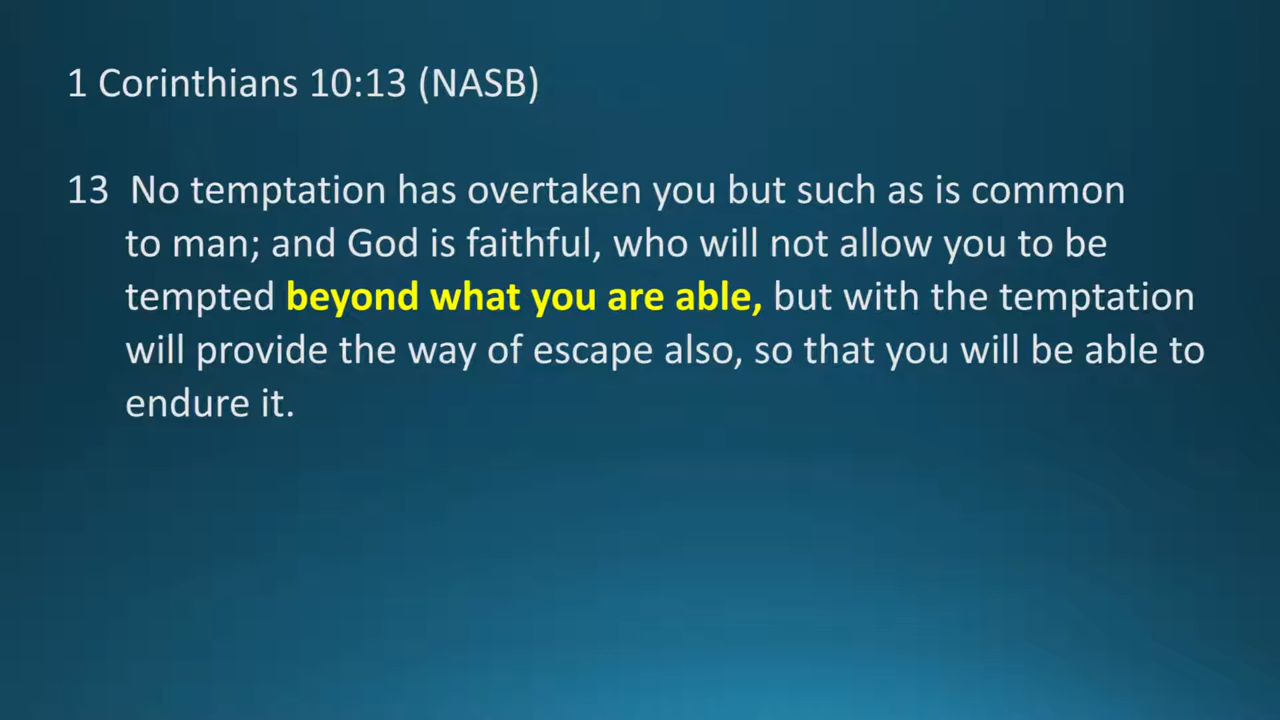 1 Corinthians 10:13 (NASB)
13 No temptation has overtaken you but such as is common
to man; and God is faithful, who will not allow you to be
tempted beyond what you are able, but with the temptation
will provide the way of escape also, so that you will be able to
endure it.